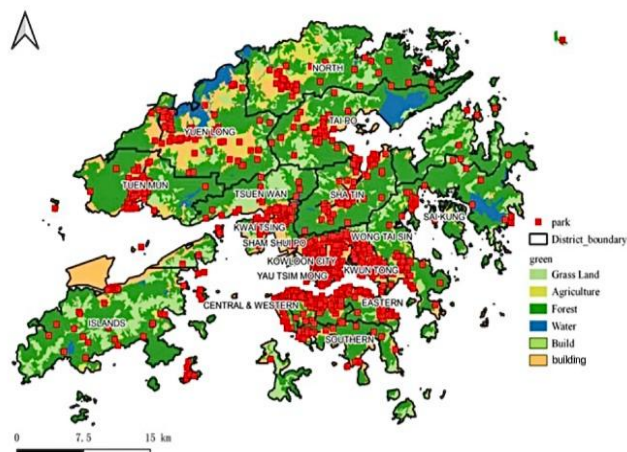 NORTH
TAI PO
YUEN LONG
TUEN MUN
TSUEN WAN
SHA TIN
SAI KUNG
KWAI TSING
SHAM SHUI PO
WONG TAI SIN
KOWLOON CITY
YAU TSIM MONG
KWUN TONG
CENTRAL & WESTERN
EASTERN
ISLANDS
SOUTHERN
park
District_boundary
green
Grass Land
Agriculture
Forest
Water
Build
building
0 7.5 15 km